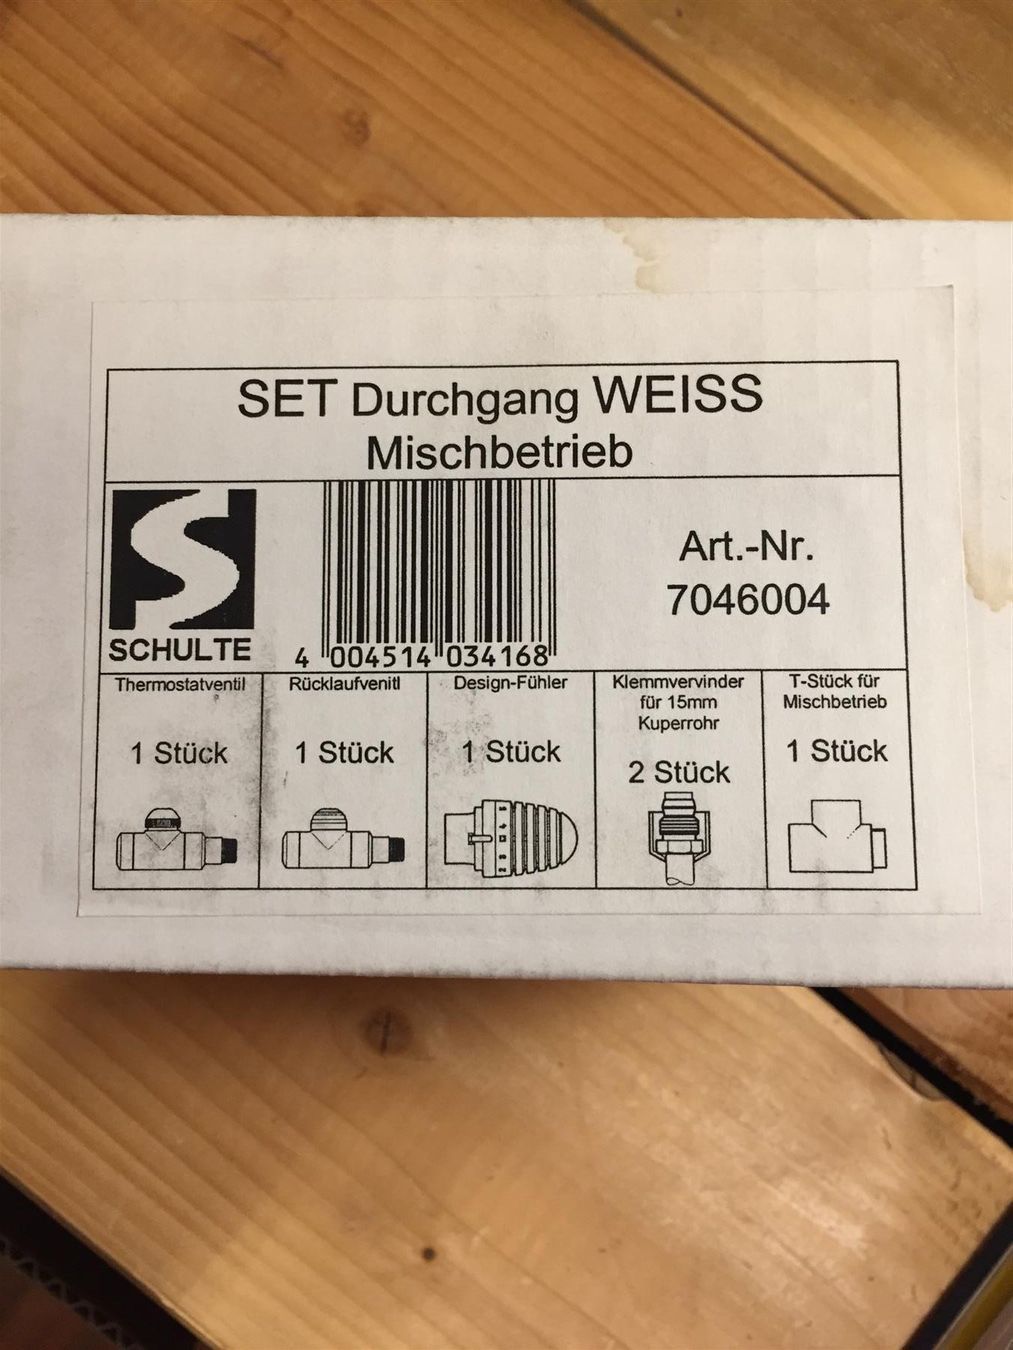 SET Durchgang WEISS
Mischbetrieb
SCHULTE
4 004514 034168
Art.-Nr.
7046004
Thermostatventil
1 Stück
Rücklaufvenitl
1 Stück
Design-Fühler
1 Stück
Klemmvervinder
für 15mm
Kuperrohr
2 Stück
T-Stück für
Mischbetrieb
1 Stück